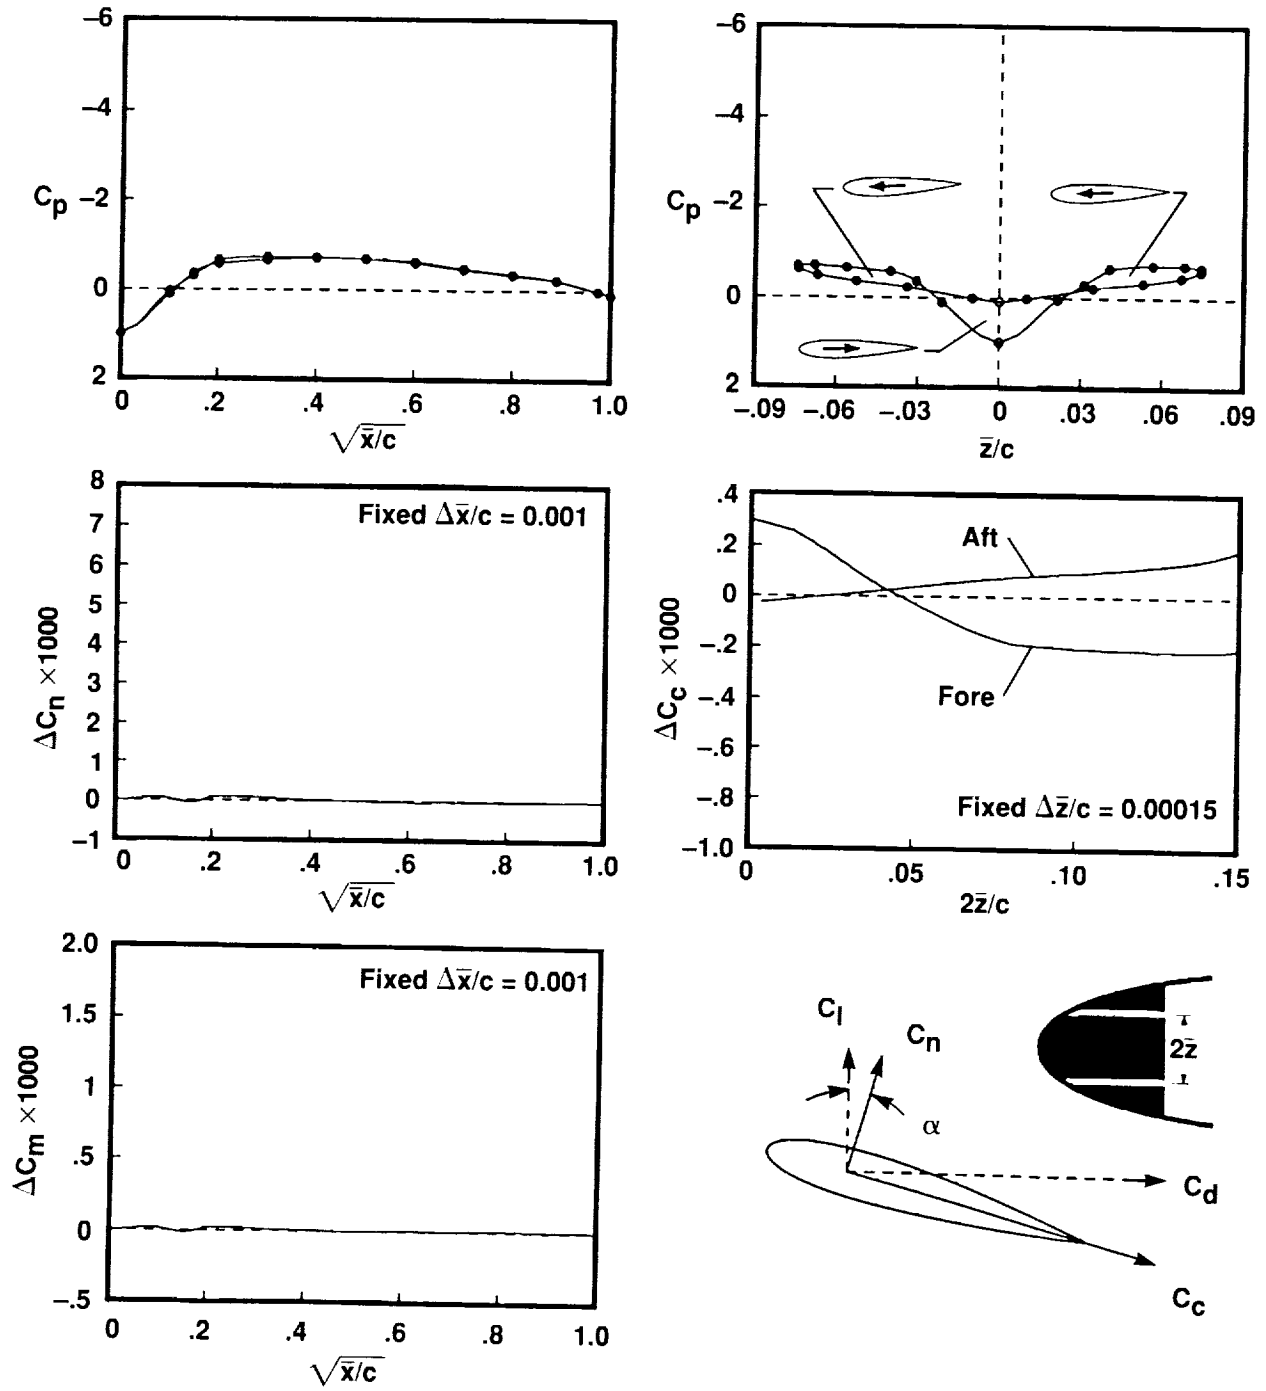 –6
–4
–2
0
2
Cp
0 .2 .4 .6 .8 1.0
√x̄/c
–6
–4
–2
0
2
Cp
–.09 –.06 –.03 0 .03 .06 .09
z̄/c
8
7
6
5
4
3
2
1
0
–1
ΔCn ×1000
Fixed Δx̄/c = 0.001
0 .2 .4 .6 .8 1.0
√x̄/c
.4
.2
0
–.2
–.4
–.6
–.8
–1.0
ΔCc ×1000
Aft
Fore
Fixed Δz̄/c = 0.00015
0 .05 .10 .15
2z̄/c
2.0
1.5
1
.5
0
–.5
ΔCm ×1000
Fixed Δx̄/c = 0.001
0 .2 .4 .6 .8 1.0
√x̄/c
Cl
Cn
α
Cd
Cc
2z̄